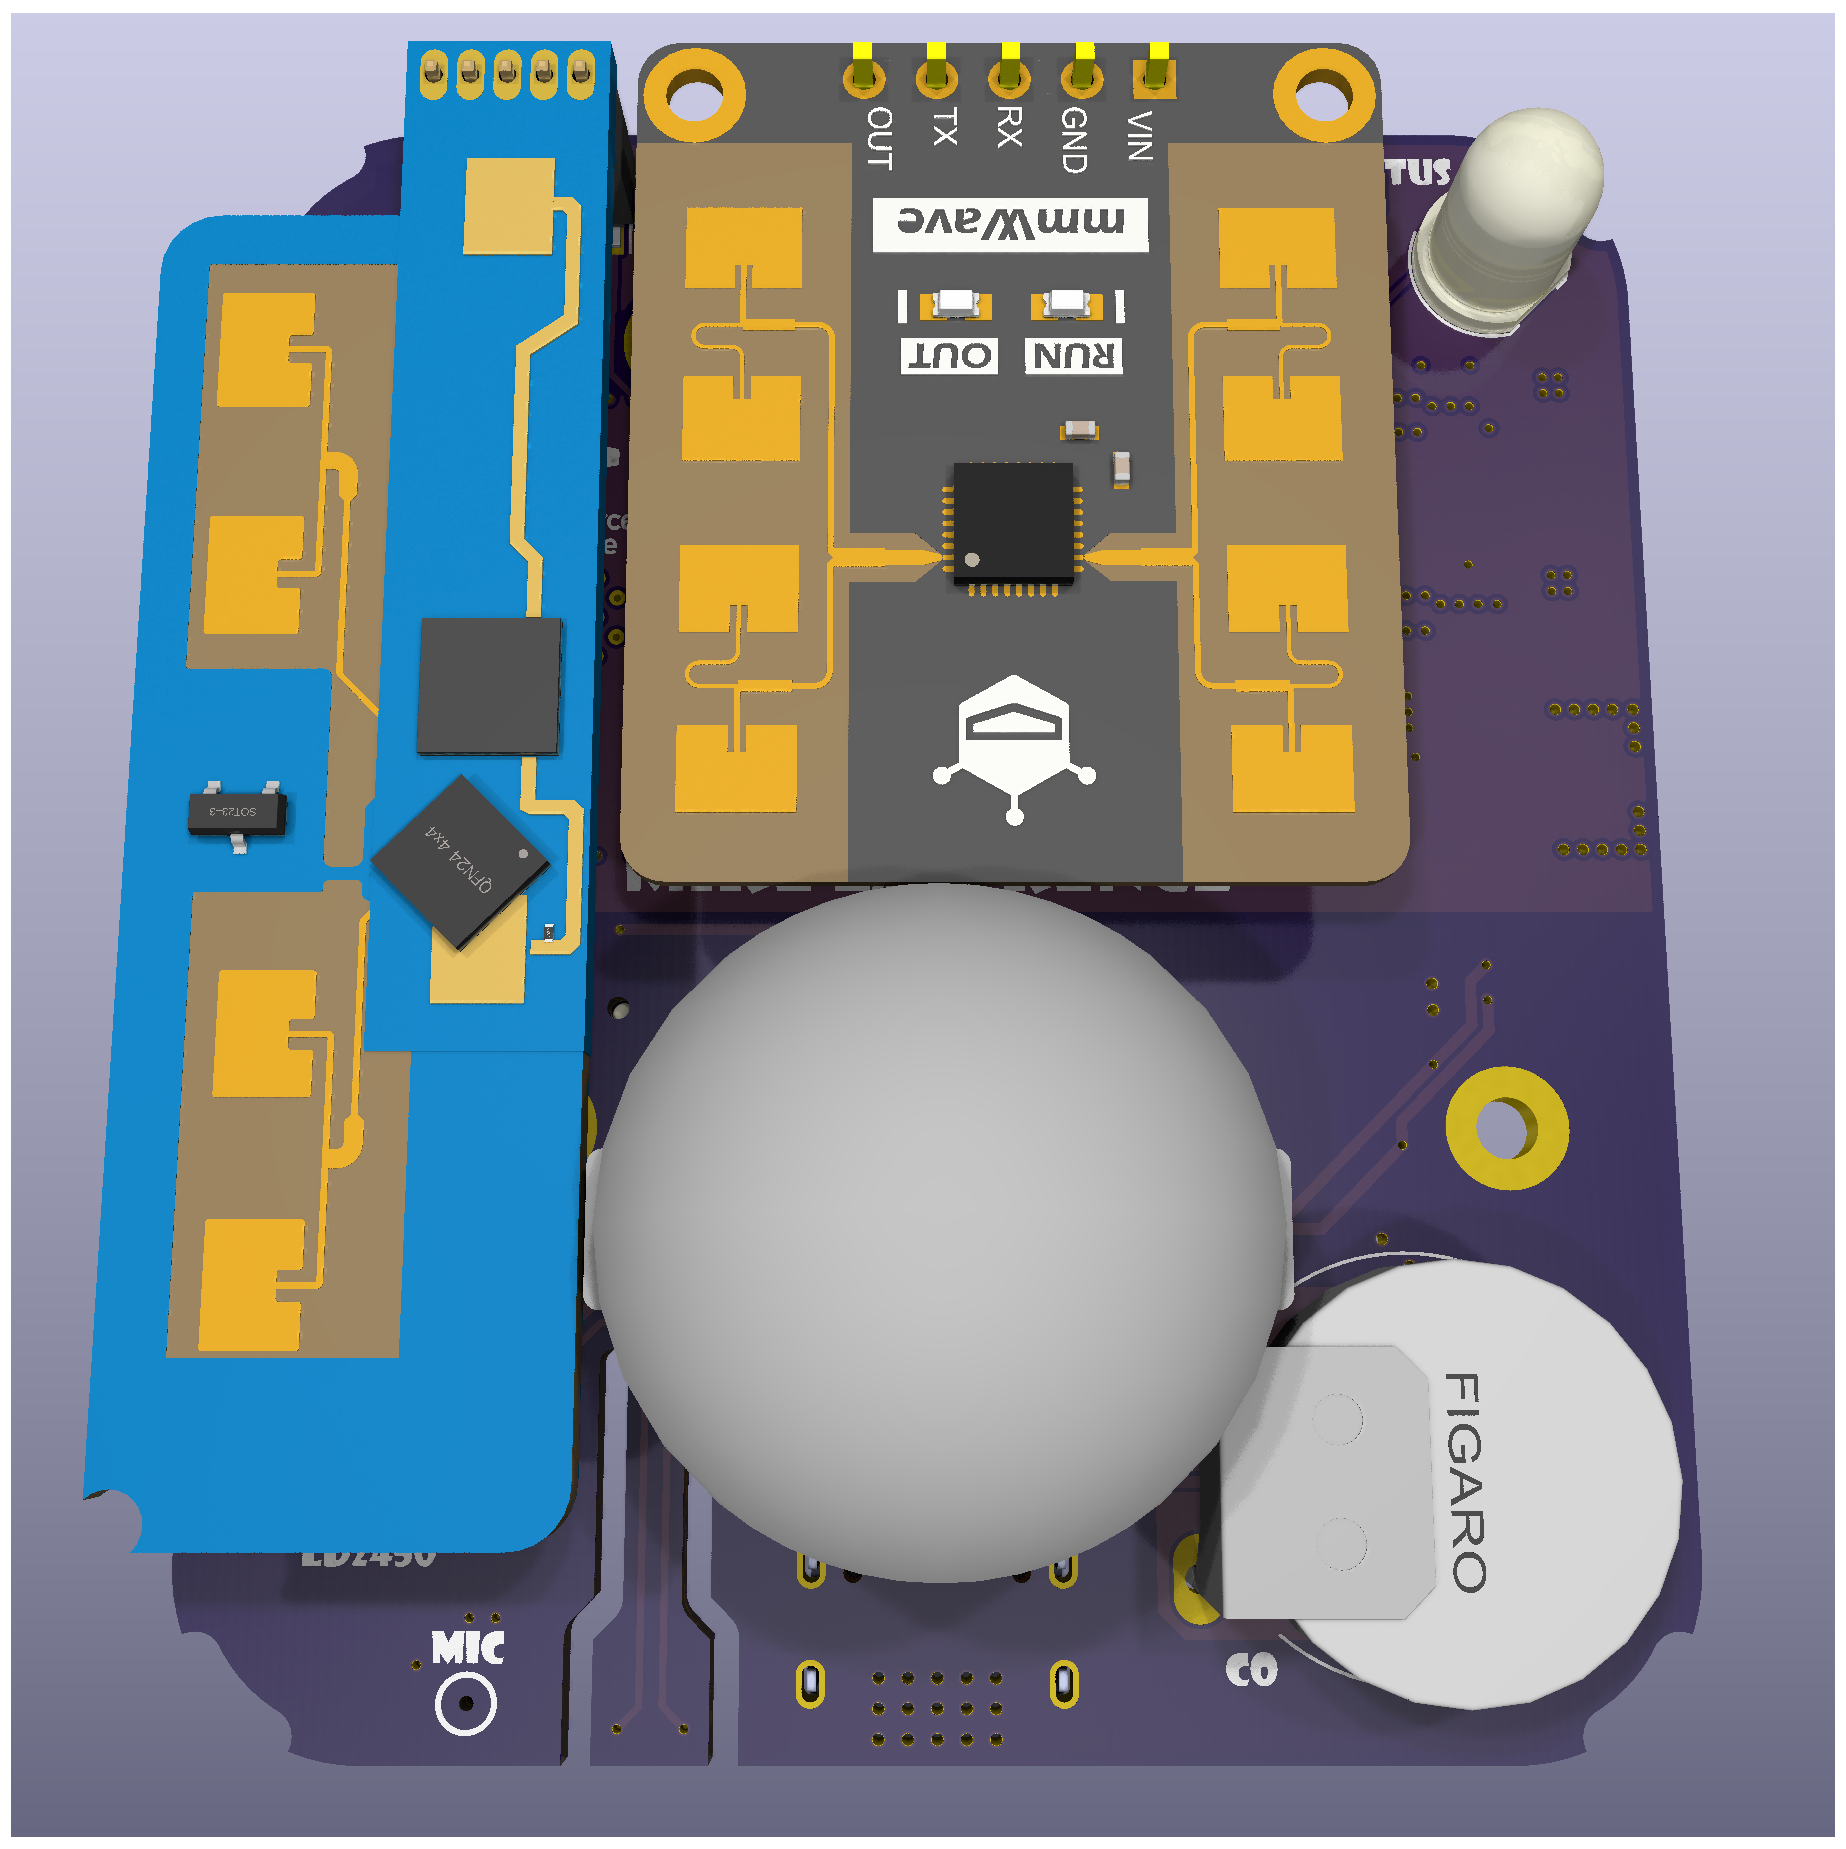 OUT
TX
RX
GND
VIN
TUS
mmWave
OUT
RUN
SOT23-3
QFN24 4x4
FIGARO
LD2450
MIC
CO